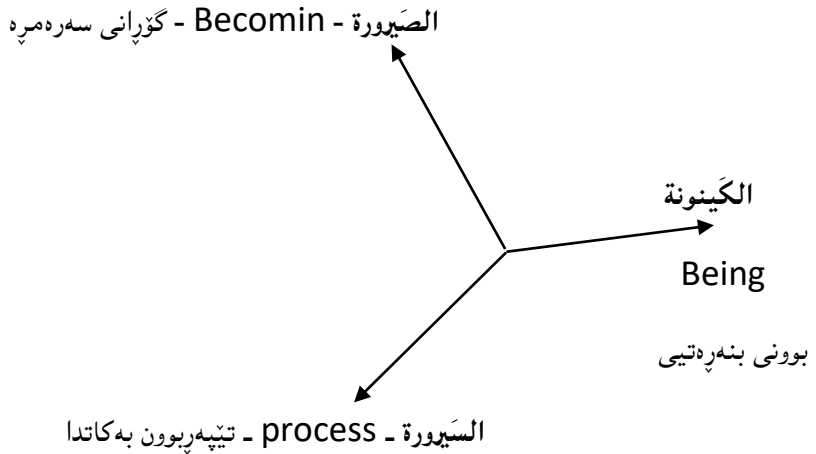 الصَيرورة - Becomin - گۆڕانی سەرەمڕە
الكَينونة
Being
بوونی بنەڕەتیی
السَيرورة - process - تێپەڕبوون بەکاتدا